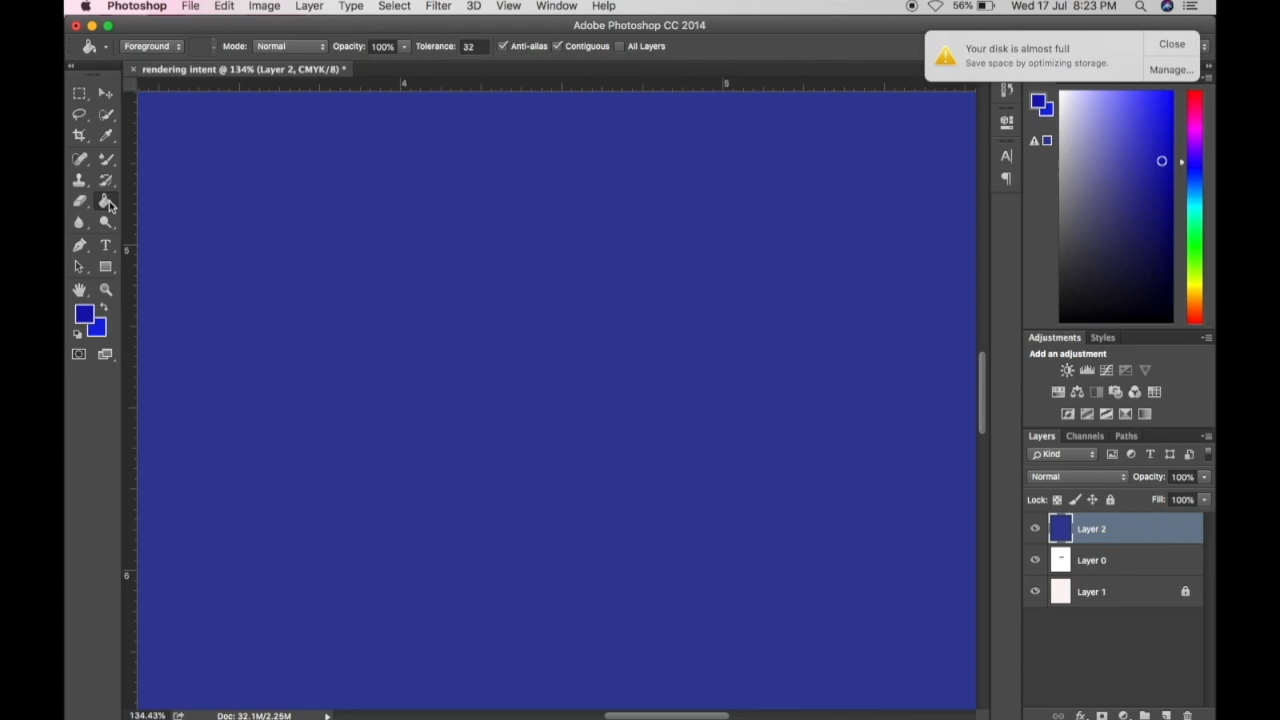 Photoshop File Edit Image Layer Type Select Filter 3D View Window Help 56% Wed 17 Jul 8:23 PM
Adobe Photoshop CC 2014
Foreground Mode: Normal Opacity: 100% Tolerance: 32 Anti-alias Contiguous All Layers
Your disk is almost full
Save space by optimizing storage.
Close
Manage...
× rendering intent @ 134% (Layer 2, CMYK/8) *
4 5
5
6
A
T
Adjustments Styles
Add an adjustment
Layers Channels Paths
Kind
Normal Opacity: 100%
Lock: Fill: 100%
Layer 2
Layer 0
Layer 1
fx
134.43% Doc: 32.1M/2.25M